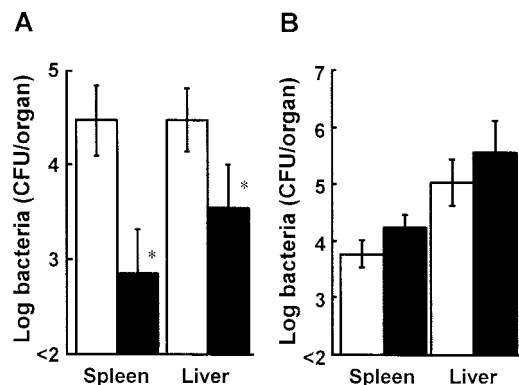 A
Log bacteria (CFU/organ)
5
4
3
<2
*
*
Spleen Liver
B
Log bacteria (CFU/organ)
7
6
5
4
3
<2
Spleen Liver